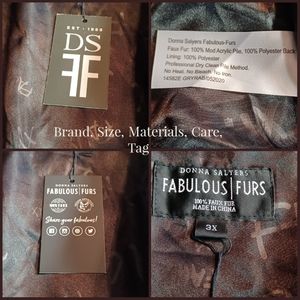 EST • 1989
DS
FF
Donna Salyers Fabulous-Furs
Faux Fur: 100% Mod Acrylic Pile, 100% Polyester Back
Lining: 100% Polyester
Professional Dry Clean Method.
No Heat, No Bleach, No Iron.
Brand, Size, Materials, Care,
Tag
DONNA SALYERS
FABULOUS|FURS
Share your fabulous!
DONNA SALYERS
FABULOUS|FURS
100% FAUX FUR
MADE IN CHINA
3X